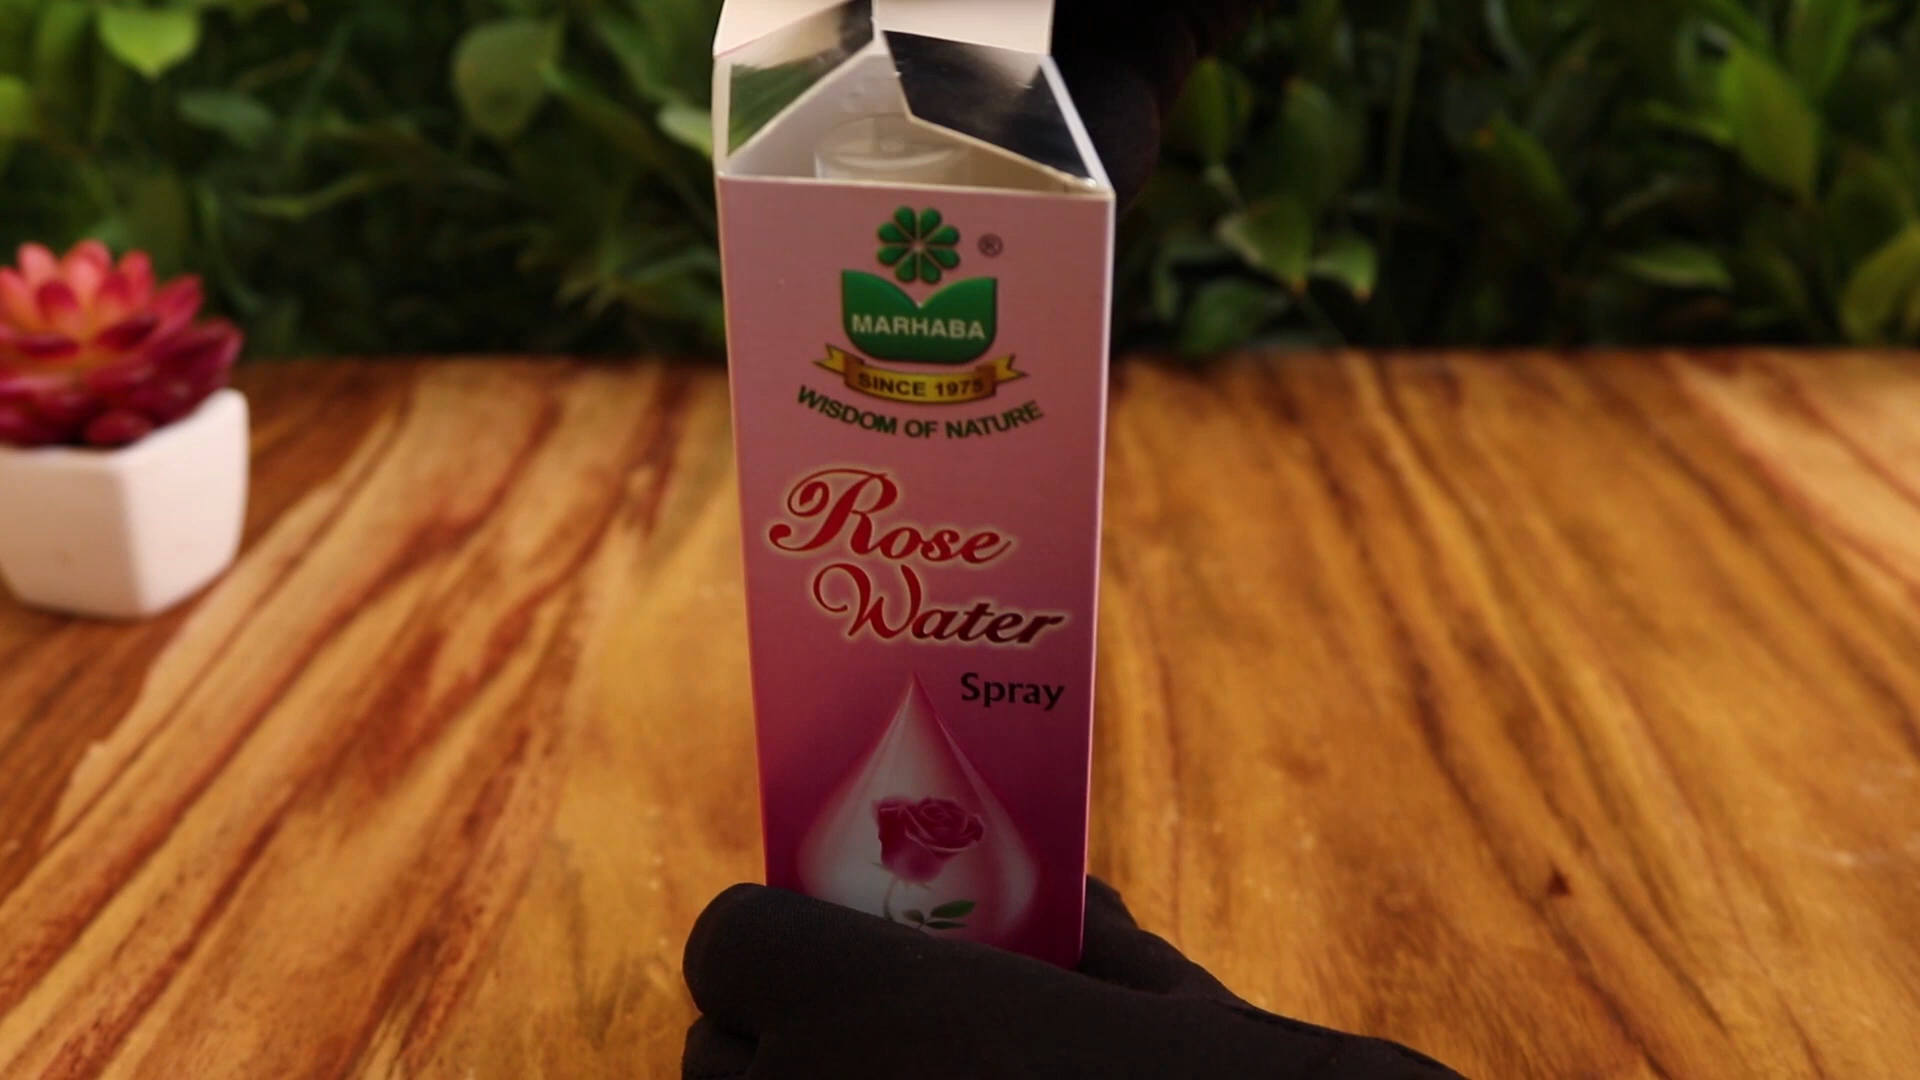 ®
MARHABA
SINCE 1975
WISDOM OF NATURE
Rose
Water
Spray